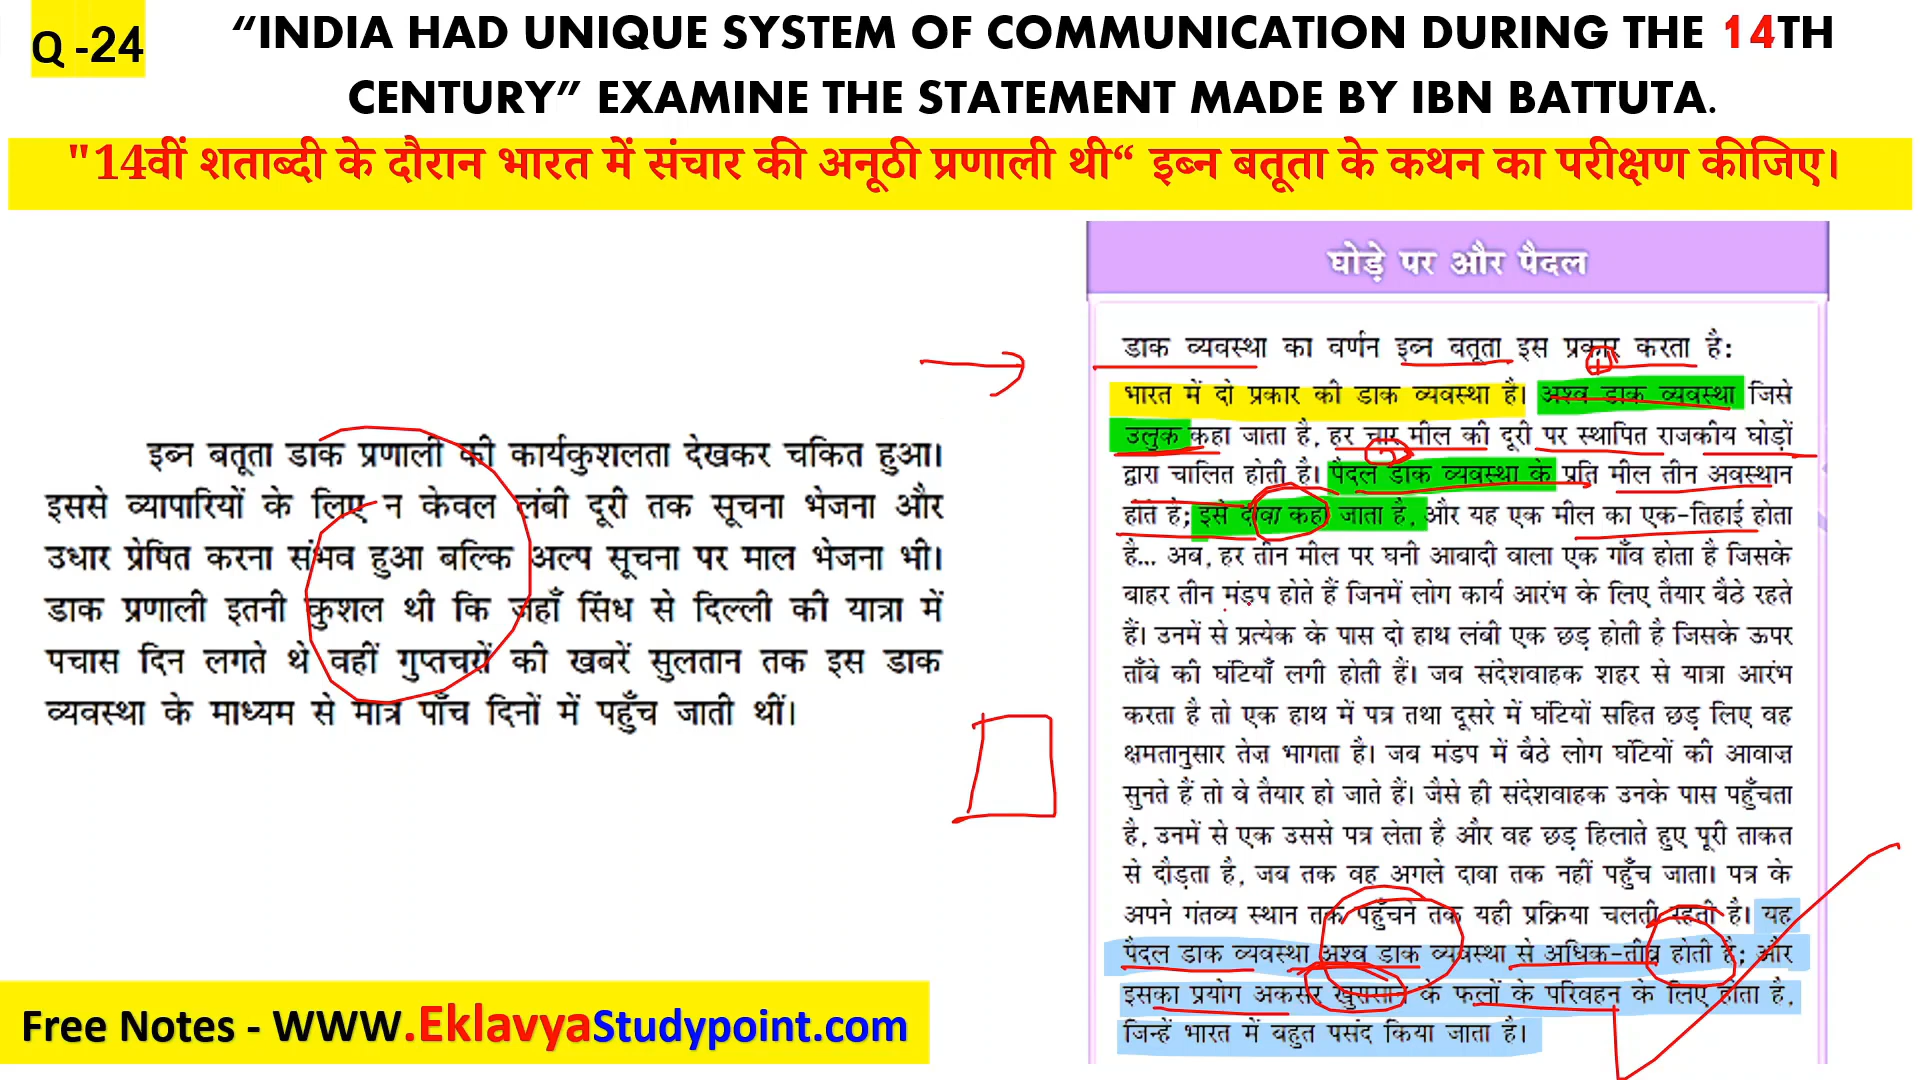 Q -24
“INDIA HAD UNIQUE SYSTEM OF COMMUNICATION DURING THE 14TH
CENTURY” EXAMINE THE STATEMENT MADE BY IBN BATTUTA.
"14वीं शताब्दी के दौरान भारत में संचार की अनूठी प्रणाली थी“ इब्न बतूता के कथन का परीक्षण कीजिए।
इब्न बतूता डाक प्रणाली की कार्यकुशलता देखकर चकित हुआ।
इससे व्यापारियों के लिए न केवल लंबी दूरी तक सूचना भेजना और
उधार प्रेषित करना संभव हुआ बल्कि अल्प सूचना पर माल भेजना भी।
डाक प्रणाली इतनी कुशल थी कि जहाँ सिंध से दिल्ली की यात्रा में
पचास दिन लगते थे वहीं गुप्तचरों की खबरें सुलतान तक इस डाक
व्यवस्था के माध्यम से मात्र पाँच दिनों में पहुँच जाती थीं।
घोड़े पर और पैदल
डाक व्यवस्था का वर्णन इब्न बतूता इस प्रकार करता है:
भारत में दो प्रकार की डाक व्यवस्था है। अश्व डाक व्यवस्था जिसे
उलुक कहा जाता है, हर चार मील की दूरी पर स्थापित राजकीय घोड़ों
द्वारा चालित होती है। पैदल डाक व्यवस्था के प्रति मील तीन अवस्थान
होते है; इसे दावा कहा जाता है, और यह एक मील का एक-तिहाई होता
है... अब, हर तीन मील पर घनी आबादी वाला एक गाँव होता है जिसके
बाहर तीन मंडप होते हैं जिनमें लोग कार्य आरंभ के लिए तैयार बैठे रहते
हैं। उनमें से प्रत्येक के पास दो हाथ लंबी एक छड़ होती है जिसके ऊपर
ताँबे की घंटियाँ लगी होती हैं। जब संदेशवाहक शहर से यात्रा आरंभ
करता है तो एक हाथ में पत्र तथा दूसरे में घंटियों सहित छड़ लिए वह
क्षमतानुसार तेज़ भागता है। जब मंडप में बैठे लोग घंटियों की आवाज़
सुनते हैं तो वे तैयार हो जाते हैं। जैसे ही संदेशवाहक उनके पास पहुँचता
है, उनमें से एक उससे पत्र लेता है और वह छड़ हिलाते हुए पूरी ताकत
से दौड़ता है, जब तक वह अगले दावा तक नहीं पहुँच जाता। पत्र के
अपने गंतव्य स्थान तक पहुँचने तक यही प्रक्रिया चलती रहती है। यह
पैदल डाक व्यवस्था अश्व डाक व्यवस्था से अधिक-तीव्र होती है; और
इसका प्रयोग अकसर खुरासान के फलों के परिवहन के लिए होता है,
जिन्हें भारत में बहुत पसंद किया जाता है।
Free Notes - WWW.EklavyaStudypoint.com